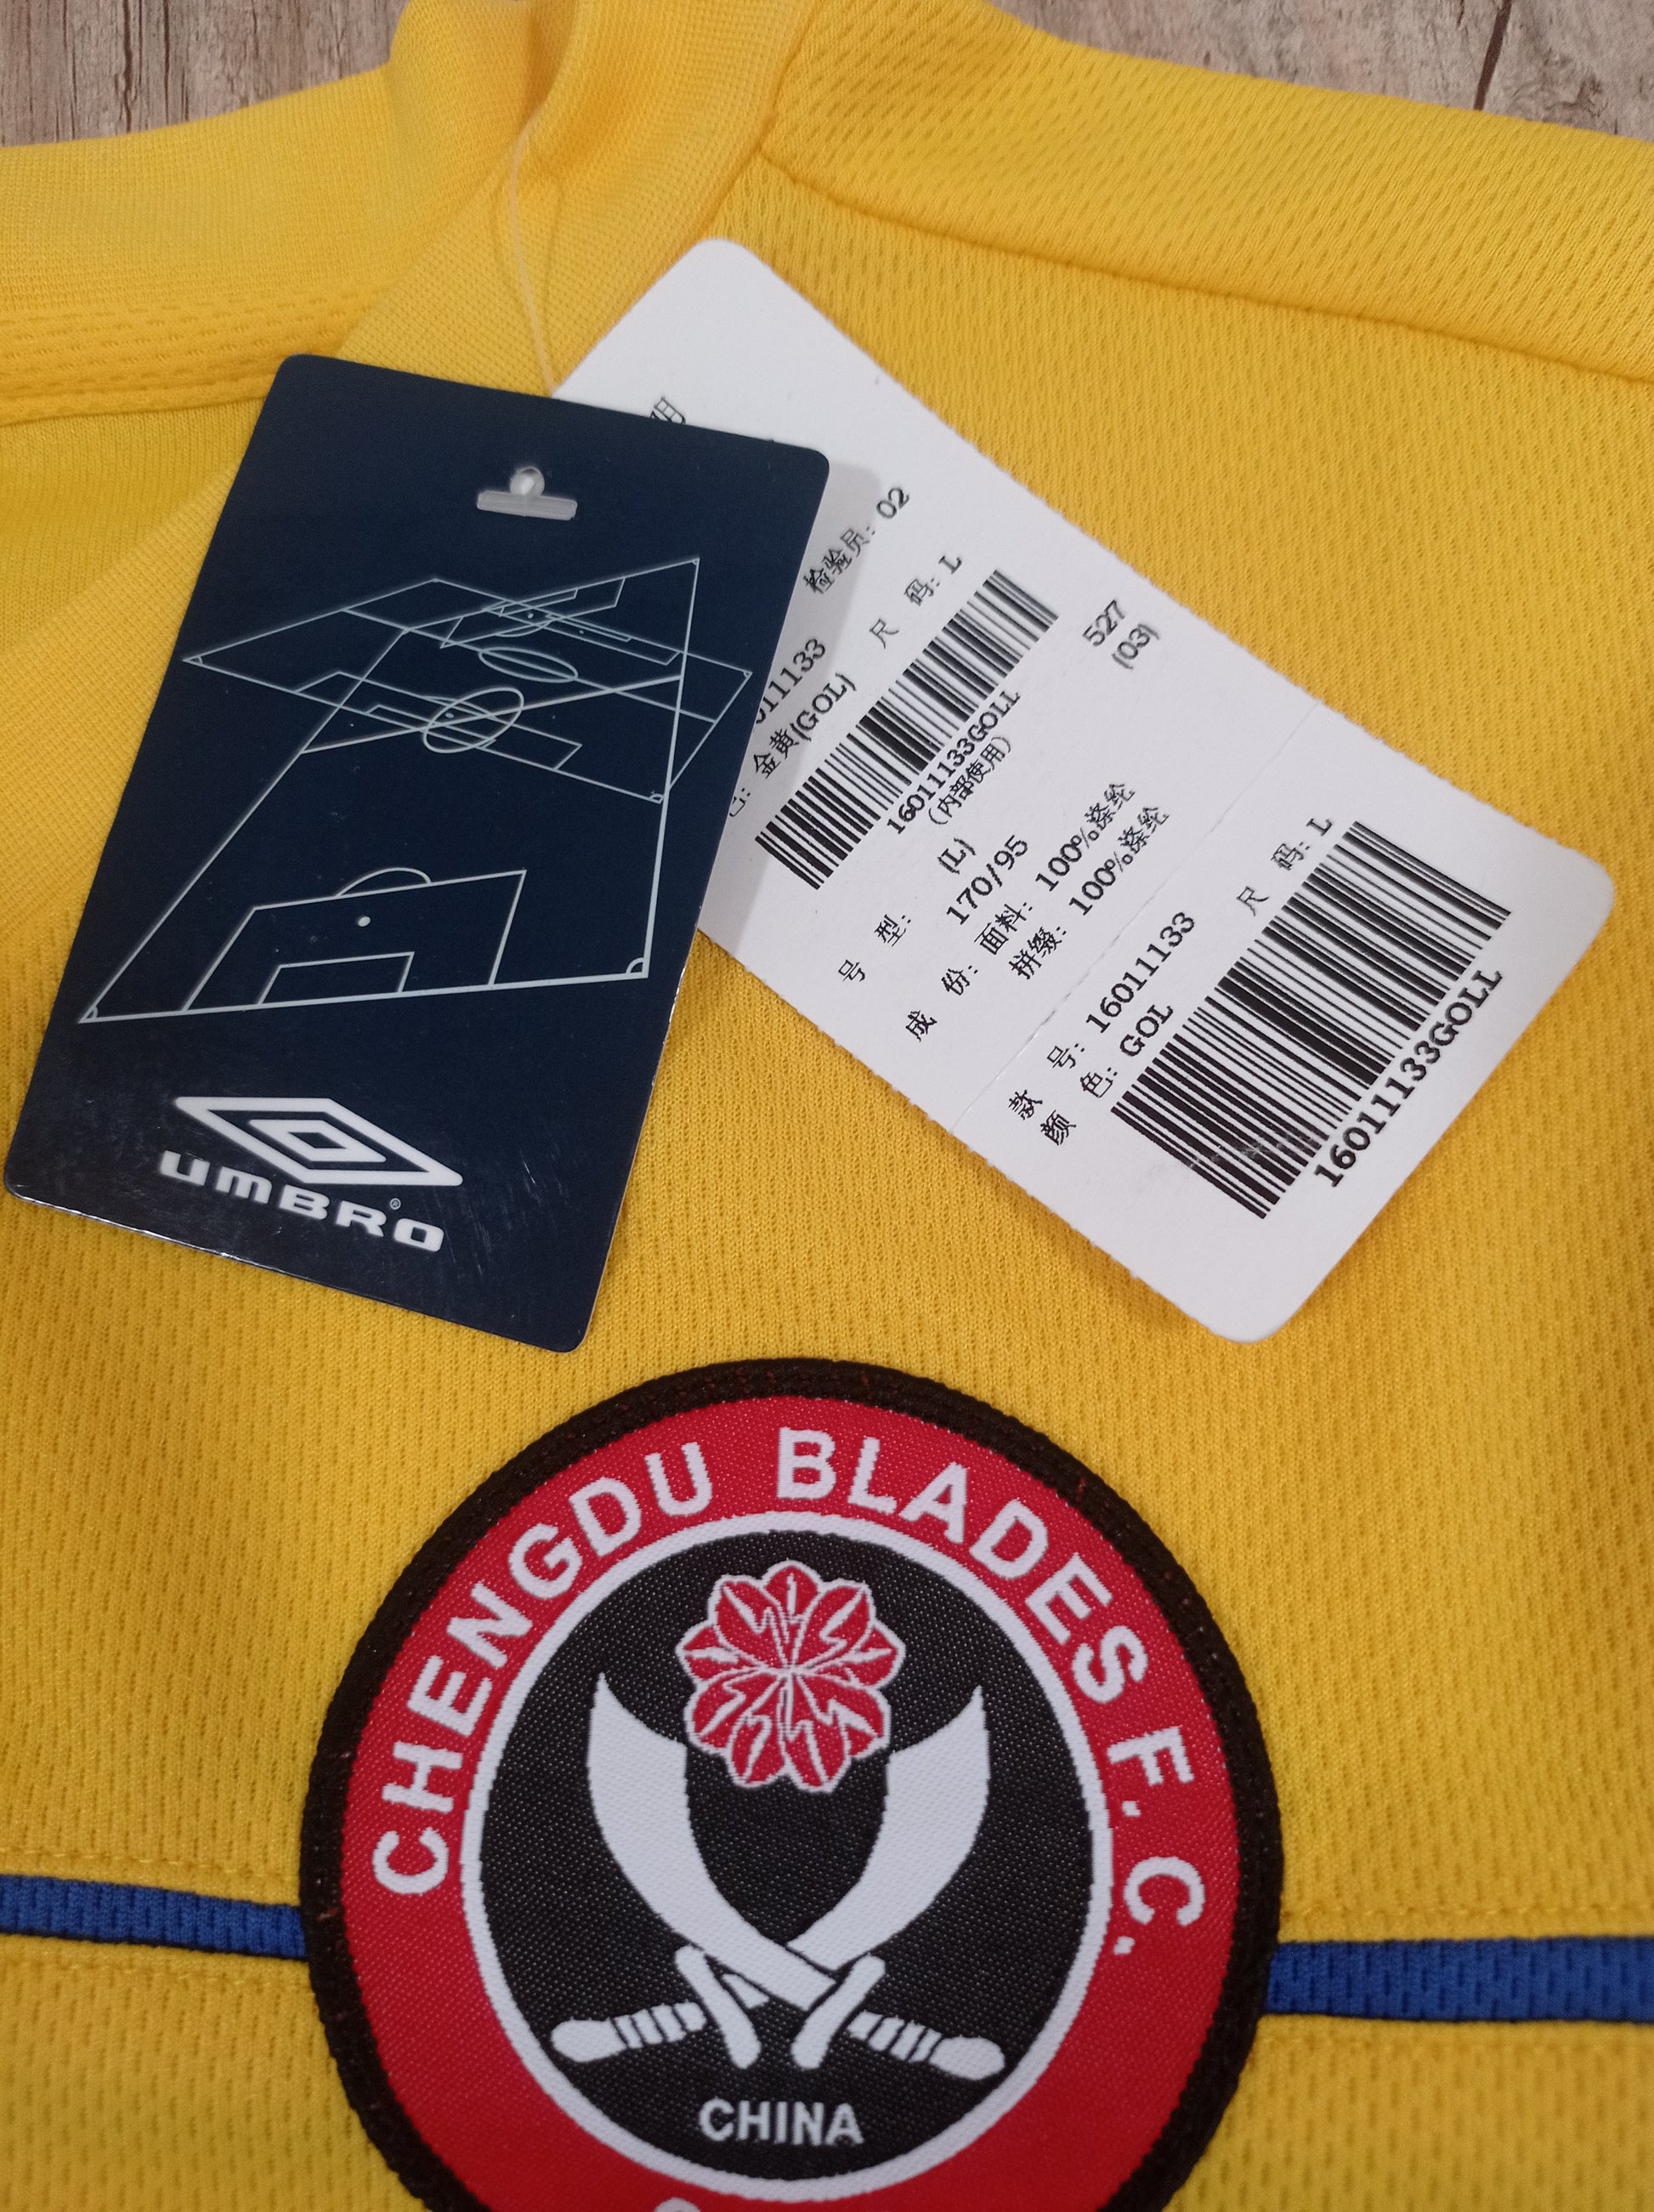 检验员: 02
011133 尺 码: L
金黄(GOL)
16011133GOLL
(内部使用)
527
(03)
(L)
号 型: 170/95
成 份: 面料: 100%涤纶
拼缀: 100%涤纶
款 号: 16011133 尺 码: L
颜 色: GOL
16011133GOLL
UMBRO®
CHENGDU BLADES F.C.
CHINA